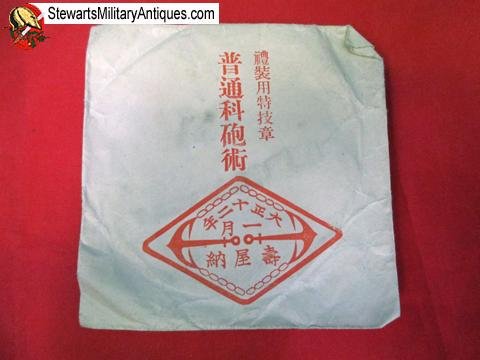 StewartsMilitaryAntiques.com
禮裝用特技章
普通科砲術
大正十二年
一月
壽屋納